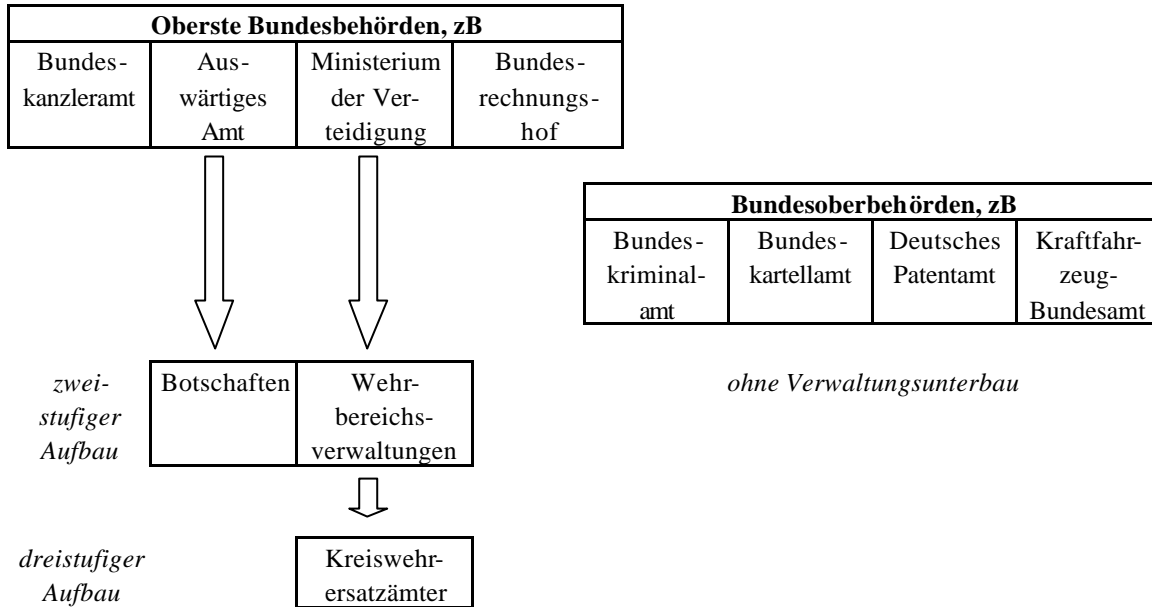 Oberste Bundesbehörden, zB
Bundes-
kanzleramt
Aus-
wärtiges
Amt
Ministerium
der Ver-
teidigung
Bundes-
rechnungs-
hof
Bundesoberbehörden, zB
Bundes-
kriminal-
amt
Bundes-
kartellamt
Deutsches
Patentamt
Kraftfahr-
zeug-
Bundesamt
zwei-
stufiger
Aufbau
Botschaften
Wehr-
bereichs-
verwaltungen
ohne Verwaltungsunterbau
dreistufiger
Aufbau
Kreiswehr-
ersatzämter